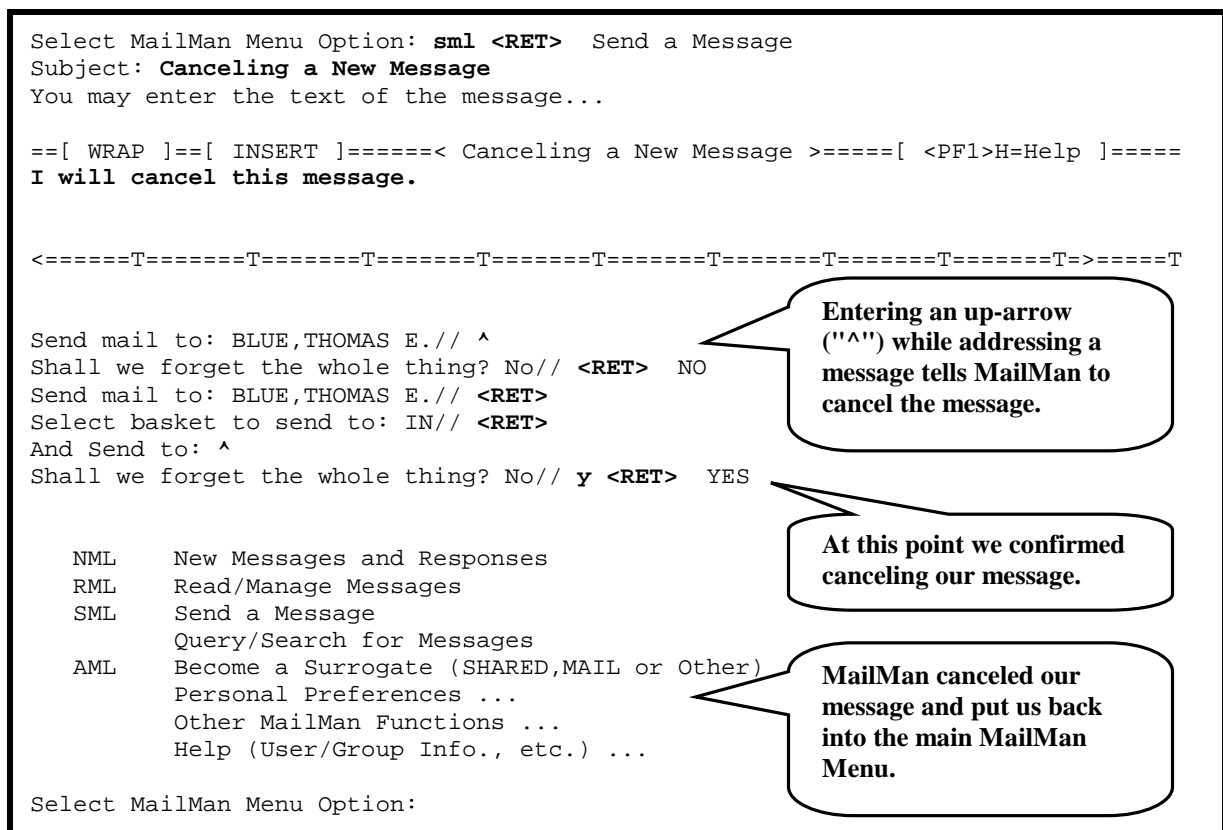 Select MailMan Menu Option: sml <RET>  Send a Message
Subject: Canceling a New Message
You may enter the text of the message...
==[ WRAP ]==[ INSERT ]======< Canceling a New Message >=====[ <PF1>H=Help ]=====
I will cancel this message.
<======T=======T=======T=======T=======T=======T=======T=======T=======T=>=====T
Send mail to: BLUE,THOMAS E.// ^
Shall we forget the whole thing? No// <RET>  NO
Send mail to: BLUE,THOMAS E.// <RET>
Select basket to send to: IN// <RET>
And Send to: ^
Shall we forget the whole thing? No// y <RET>  YES
Entering an up-arrow
("^") while addressing a
message tells MailMan to
cancel the message.
At this point we confirmed
canceling our message.
NML    New Messages and Responses
RML    Read/Manage Messages
SML    Send a Message
Query/Search for Messages
AML    Become a Surrogate (SHARED,MAIL or Other)
Personal Preferences ...
Other MailMan Functions ...
Help (User/Group Info., etc.) ...
MailMan canceled our
message and put us back
into the main MailMan
Menu.
Select MailMan Menu Option: